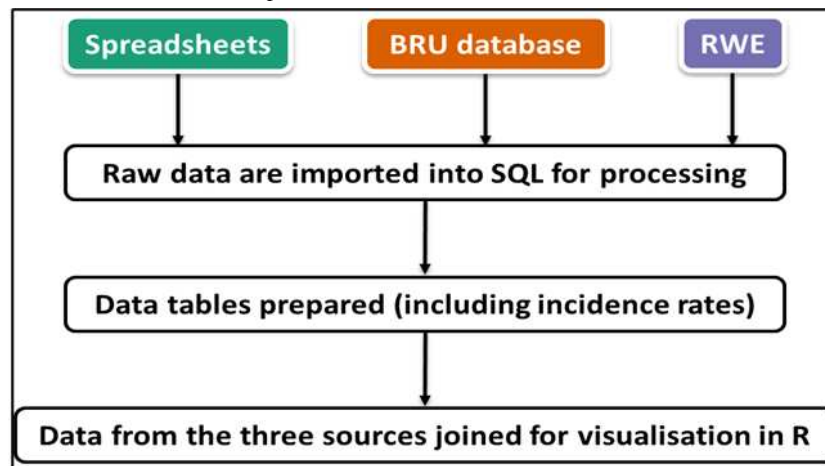 Spreadsheets
BRU database
RWE
Raw data are imported into SQL for processing
Data tables prepared (including incidence rates)
Data from the three sources joined for visualisation in R